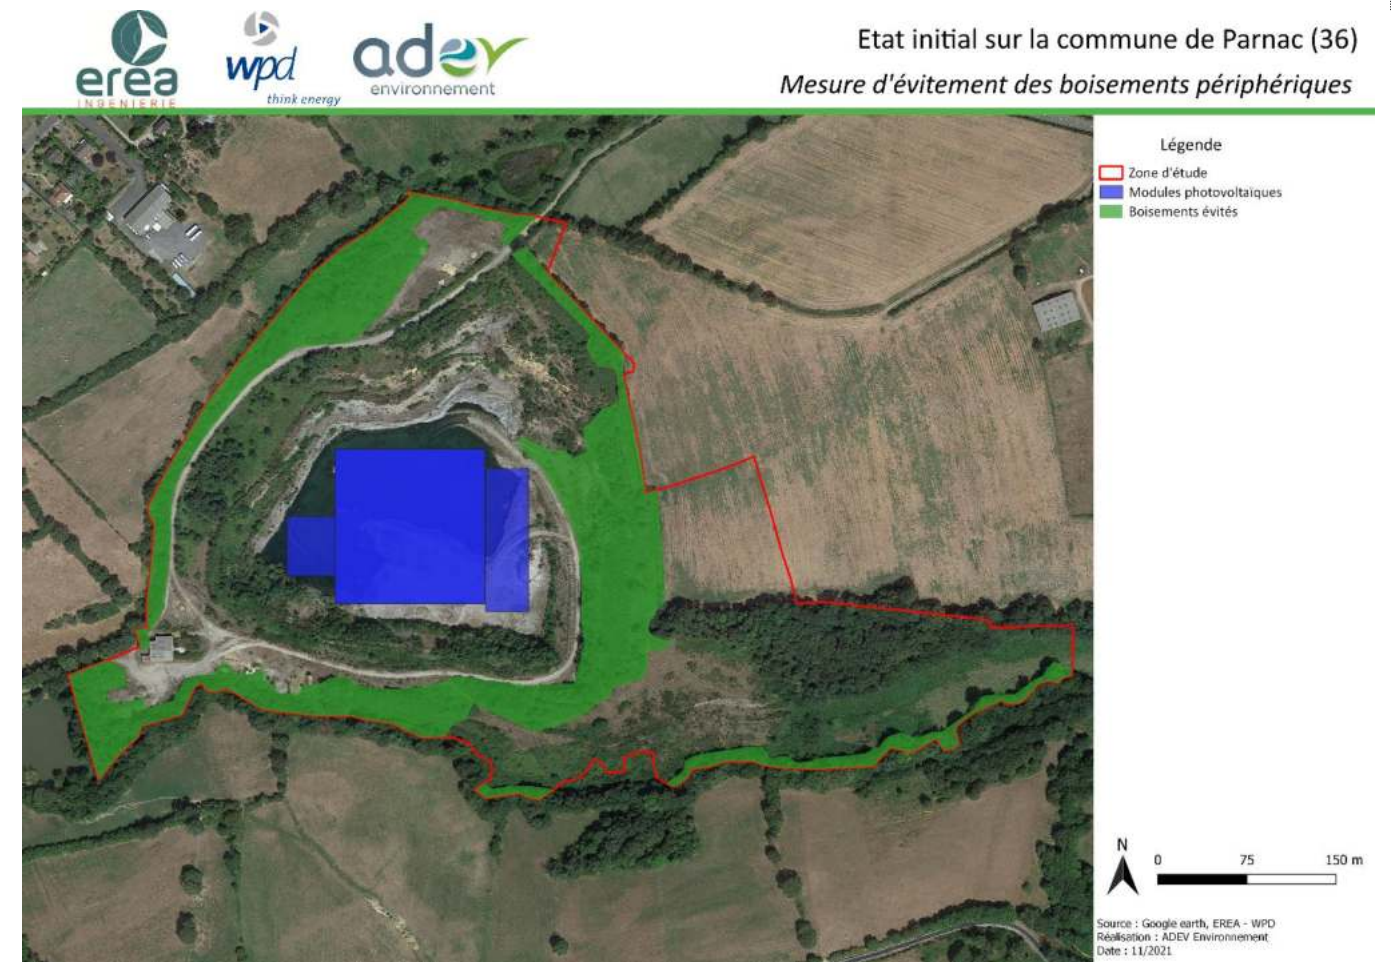 erea
INGENIERIE
wpd
think energy
adev
environnement
Etat initial sur la commune de Parnac (36)
Mesure d'évitement des boisements périphériques
Légende
Zone d'étude
Modules photovoltaïques
Boisements évités
N
0 75 150 m
Source : Google earth, EREA - WPD
Réalisation : ADEV Environnement
Date : 11/2021